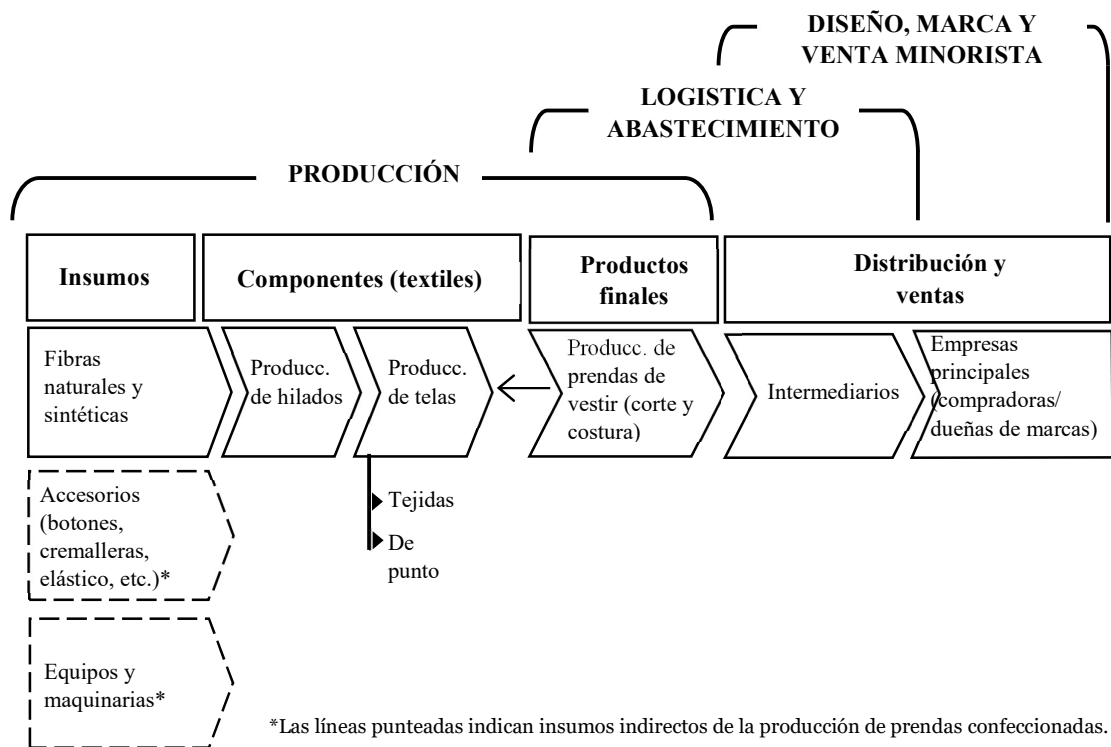 DISEÑO, MARCA Y
VENTA MINORISTA
LOGISTICA Y
ABASTECIMIENTO
PRODUCCIÓN
Insumos
Componentes (textiles)
Productos
finales
Distribución y
ventas
Fibras
naturales y
sintéticas
Producc.
de hilados
Producc.
de telas
Producc. de
prendas de
vestir (corte y
costura)
Intermediarios
Empresas
principales
(compradoras/
dueñas de marcas)
Accesorios
(botones,
cremalleras,
elástico, etc.)*
Tejidas
De
punto
Equipos y
maquinarias*
*Las líneas punteadas indican insumos indirectos de la producción de prendas confeccionadas.